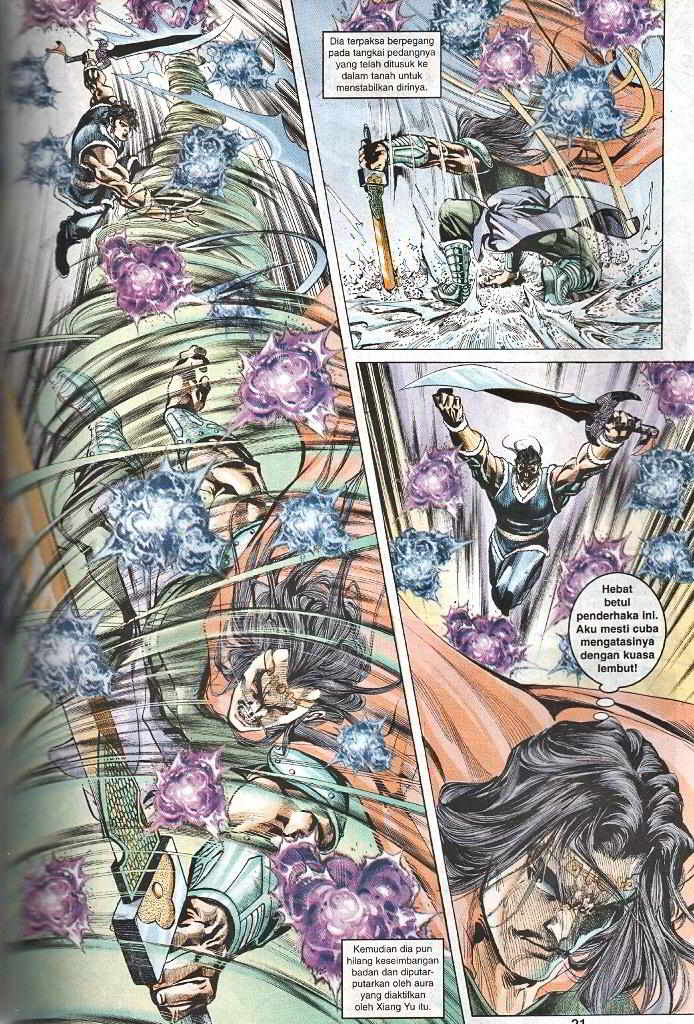 Dia terpaksa berpegang
pada tangkai pedangnya
yang telah ditusuk ke
dalam tanah untuk
menstabilkan dirinya.
Hebat
betul
penderhaka ini.
Aku mesti cuba
mengatasinya
dengan kuasa
lembut!
Kemudian dia pun
hilang keseimbangan
badan dan diputar-
putarkan oleh aura
yang diaktifkan
oleh Xiang Yu itu.
21